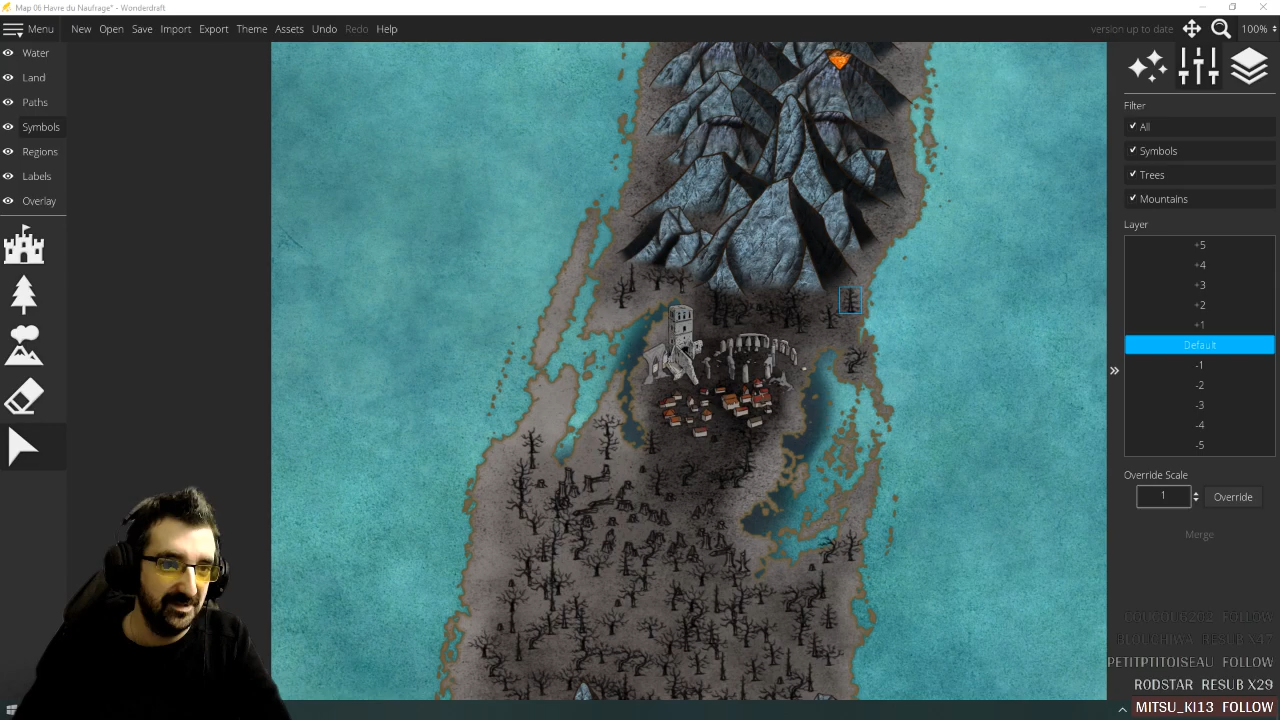 Map 06 Havre du Naufrage* - Wonderdraft
Menu New Open Save Import Export Theme Assets Undo Redo Help version up to date 100%
Water
Land
Paths
Symbols
Regions
Labels
Overlay
Filter
All
Symbols
Trees
Mountains
Layer
+5
+4
+3
+2
+1
Default
-1
-2
-3
-4
-5
Override Scale
1 Override
Merge
FOLLOW
RESUB X47
PETITPTITOISEAU FOLLOW
RODSTAR RESUB X29
MITSU_KI13 FOLLOW